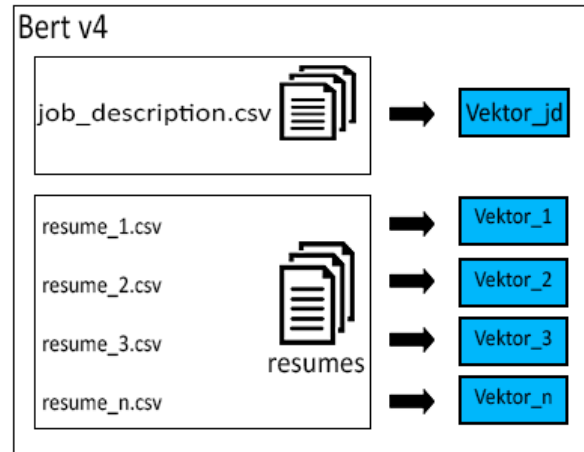 Bert v4
job_description.csv
Vektor_jd
resume_1.csv
Vektor_1
resume_2.csv
Vektor_2
resume_3.csv
Vektor_3
resumes
resume_n.csv
Vektor_n